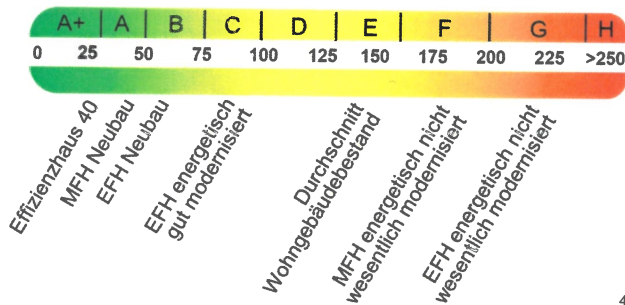 A+ A B C D E F G H
0 25 50 75 100 125 150 175 200 225 >250
Effizienzhaus 40
MFH Neubau
EFH Neubau
EFH energetisch
gut modernisiert
Durchschnitt
Wohngebäudebestand
MFH energetisch nicht
wesentlich modernisiert
EFH energetisch nicht
wesentlich modernisiert